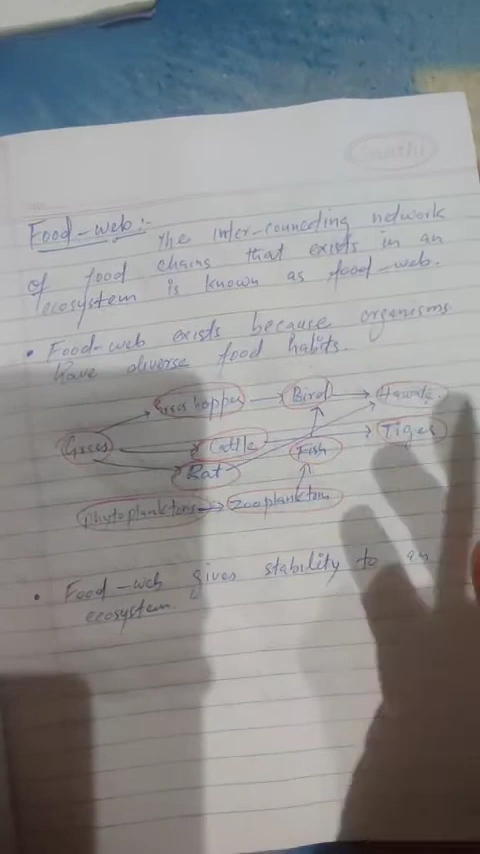 Food-web:- The inter-connecting network
of food chains that exists in an
ecosystem is known as food-web.
• Food-web exists because organisms
have diverse food habits.
Grasshopper Bird Hawk
Grass Cattle Tiger
Rat Fish
Phytoplanktons Zooplankton
• Food-web gives stability to an
ecosystem.